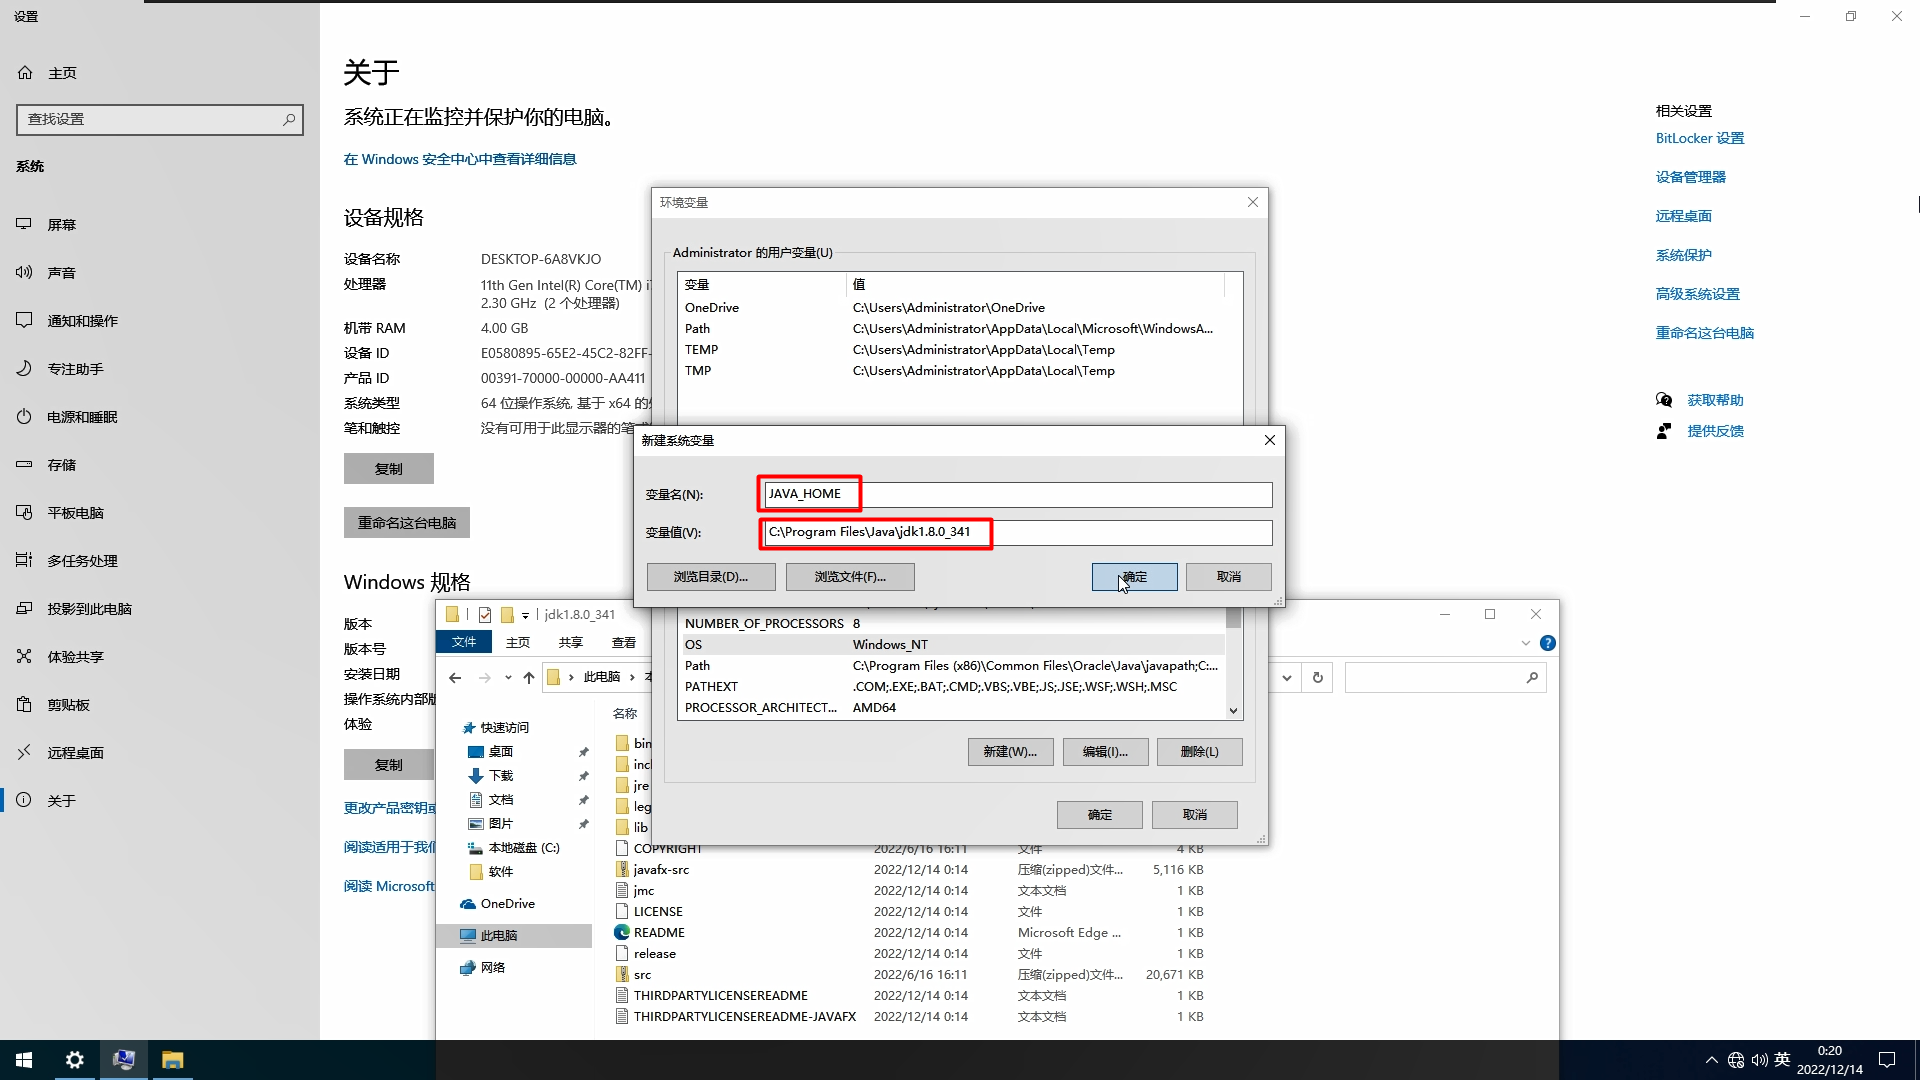 设置
主页
查找设置
系统
屏幕
声音
通知和操作
专注助手
电源和睡眠
存储
平板电脑
多任务处理
投影到此电脑
体验共享
剪贴板
远程桌面
关于
关于
系统正在监控并保护你的电脑。
在 Windows 安全中心中查看详细信息
设备规格
设备名称 DESKTOP-6A8VKJO
处理器 11th Gen Intel(R) Core(TM)
2.30 GHz (2 个处理器)
机带 RAM 4.00 GB
设备 ID E0580895-65E2-45C2-82FF-
产品 ID 00391-70000-00000-AA411
系统类型 64 位操作系统, 基于 x64 的
笔和触控 没有可用于此显示器的笔
复制
重命名这台电脑
Windows 规格
版本
版本号
安装日期
操作系统内部版
体验
复制
更改产品密钥或
阅读适用于我们
阅读 Microsoft
相关设置
BitLocker 设置
设备管理器
远程桌面
系统保护
高级系统设置
重命名这台电脑
获取帮助
提供反馈
环境变量
Administrator 的用户变量(U)
变量 值
OneDrive C:\Users\Administrator\OneDrive
Path C:\Users\Administrator\AppData\Local\Microsoft\WindowsA...
TEMP C:\Users\Administrator\AppData\Local\Temp
TMP C:\Users\Administrator\AppData\Local\Temp
新建系统变量
变量名(N): JAVA_HOME
变量值(V): C:\Program Files\Java\jdk1.8.0_341
浏览目录(D)... 浏览文件(F)... 确定 取消
NUMBER_OF_PROCESSORS 8
OS Windows_NT
Path C:\Program Files (x86)\Common Files\Oracle\Java\javapath;C:...
PATHEXT .COM;.EXE;.BAT;.CMD;.VBS;.VBE;.JS;.JSE;.WSF;.WSH;.MSC
PROCESSOR_ARCHITECT... AMD64
新建(W)... 编辑(I)... 删除(L)
确定 取消
jdk1.8.0_341
文件 主页 共享 查看
此电脑
快速访问
桌面
下载
文档
图片
本地磁盘 (C:)
软件
OneDrive
此电脑
网络
名称
bin
incl
jre
leg
lib
COPYRIGHT 2022/6/16 16:11 文件 4 KB
javafx-src 2022/12/14 0:14 压缩(zipped)文件... 5,116 KB
jmc 2022/12/14 0:14 文本文档 1 KB
LICENSE 2022/12/14 0:14 文件 1 KB
README 2022/12/14 0:14 Microsoft Edge ... 1 KB
release 2022/12/14 0:14 文件 1 KB
src 2022/6/16 16:11 压缩(zipped)文件... 20,671 KB
THIRDPARTYLICENSEREADME 2022/12/14 0:14 文本文档 1 KB
THIRDPARTYLICENSEREADME-JAVAFX 2022/12/14 0:14 文本文档 1 KB
英
0:20
2022/12/14